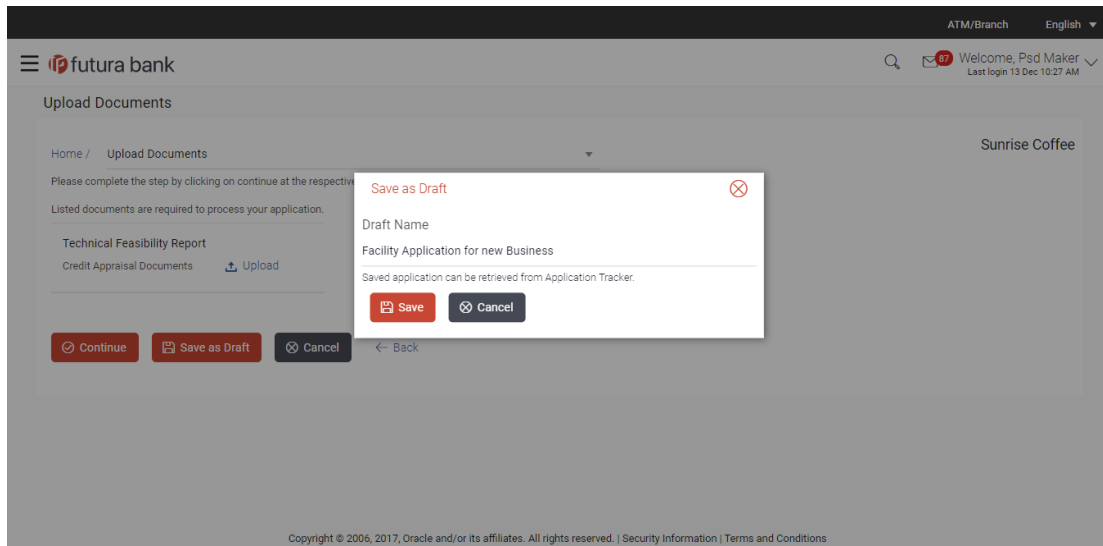 ATM/Branch English
futura bank
87 Welcome, Psd Maker
Last login 13 Dec 10:27 AM
Upload Documents
Sunrise Coffee
Home / Upload Documents
Please complete the step by clicking on continue at the respective
Listed documents are required to process your application.
Technical Feasibility Report
Credit Appraisal Documents Upload
Save as Draft
Draft Name
Facility Application for new Business
Saved application can be retrieved from Application Tracker.
Save Cancel
Continue Save as Draft Cancel Back
Copyright © 2006, 2017, Oracle and/or its affiliates. All rights reserved. | Security Information | Terms and Conditions